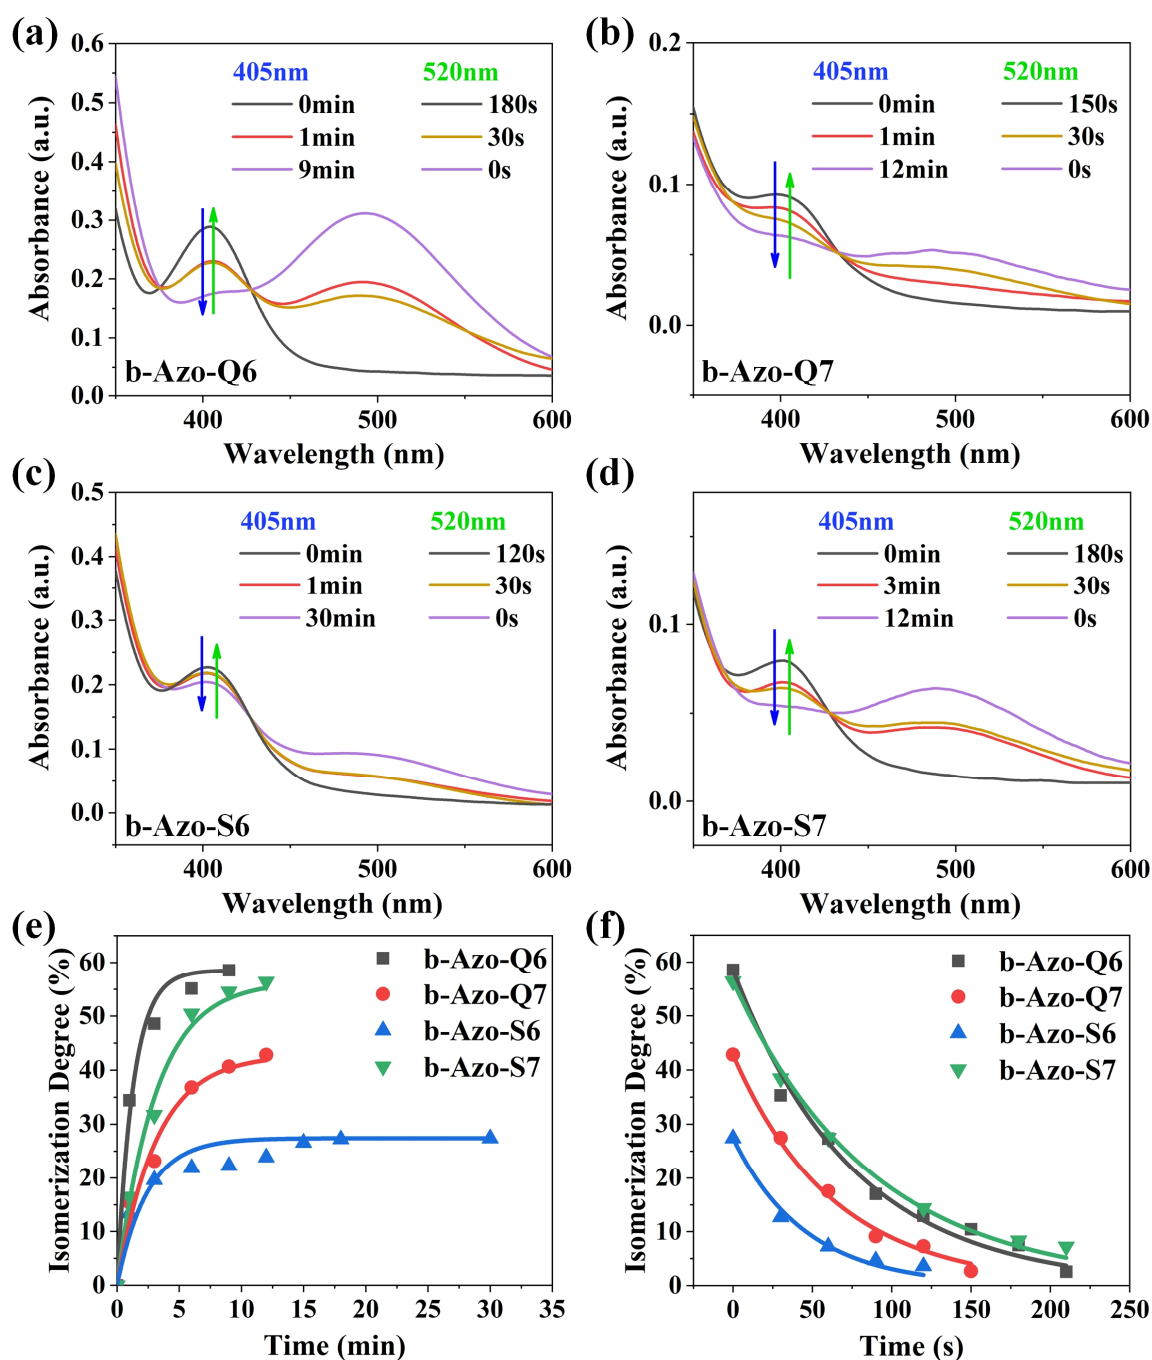 (a)
0.6
0.5
0.4
0.3
0.2
0.1
0.0
Absorbance (a.u.)
405nm 520nm
0min 180s
1min 30s
9min 0s
b-Azo-Q6
400 500 600
Wavelength (nm)
(b)
0.2
0.1
0.0
Absorbance (a.u.)
405nm 520nm
0min 150s
1min 30s
12min 0s
b-Azo-Q7
400 500 600
Wavelength (nm)
(c)
0.5
0.4
0.3
0.2
0.1
0.0
Absorbance (a.u.)
405nm 520nm
0min 120s
1min 30s
30min 0s
b-Azo-S6
400 500 600
Wavelength (nm)
(d)
0.1
0.0
Absorbance (a.u.)
405nm 520nm
0min 180s
3min 30s
12min 0s
b-Azo-S7
400 500 600
Wavelength (nm)
(e)
60
50
40
30
20
10
0
Isomerization Degree (%)
b-Azo-Q6
b-Azo-Q7
b-Azo-S6
b-Azo-S7
0 5 10 15 20 25 30 35
Time (min)
(f)
60
50
40
30
20
10
0
Isomerization Degree (%)
b-Azo-Q6
b-Azo-Q7
b-Azo-S6
b-Azo-S7
0 50 100 150 200 250
Time (s)